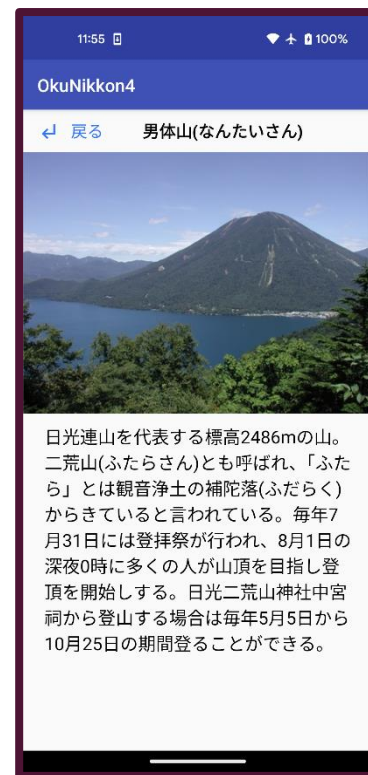 11:55 100%
OkuNikkon4
戻る 男体山(なんたいさん)
日光連山を代表する標高2486mの山。
二荒山(ふたらさん)とも呼ばれ、「ふた
ら」とは観音浄土の補陀落(ふだらく)
からきていると言われている。毎年7
月31日には登拝祭が行われ、8月1日の
深夜0時に多くの人が山頂を目指し登
頂を開始しする。日光二荒山神社中宮
祠から登山する場合は毎年5月5日から
10月25日の期間登ることができる。